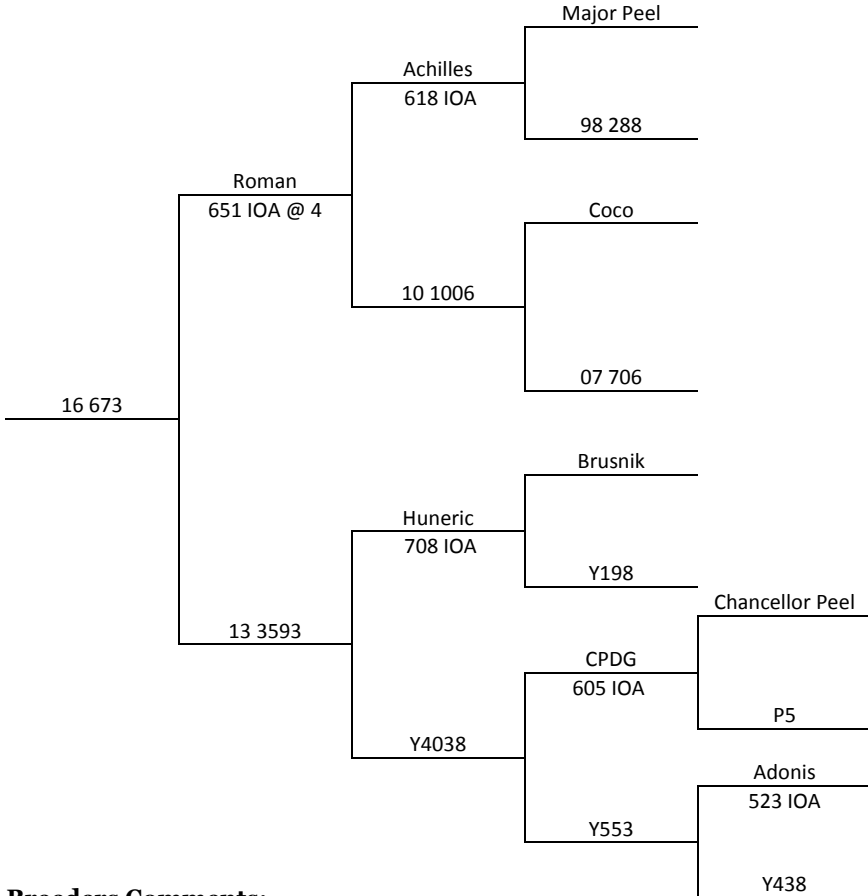 Major Peel
Achilles
618 IOA
98 288
Roman
651 IOA @ 4
Coco
10 1006
07 706
16 673
Brusnik
Huneric
708 IOA
Y198
Chancellor Peel
13 3593
CPDG
605 IOA
P5
Y4038
Adonis
523 IOA
Y553
Y438
Breeders Comments: